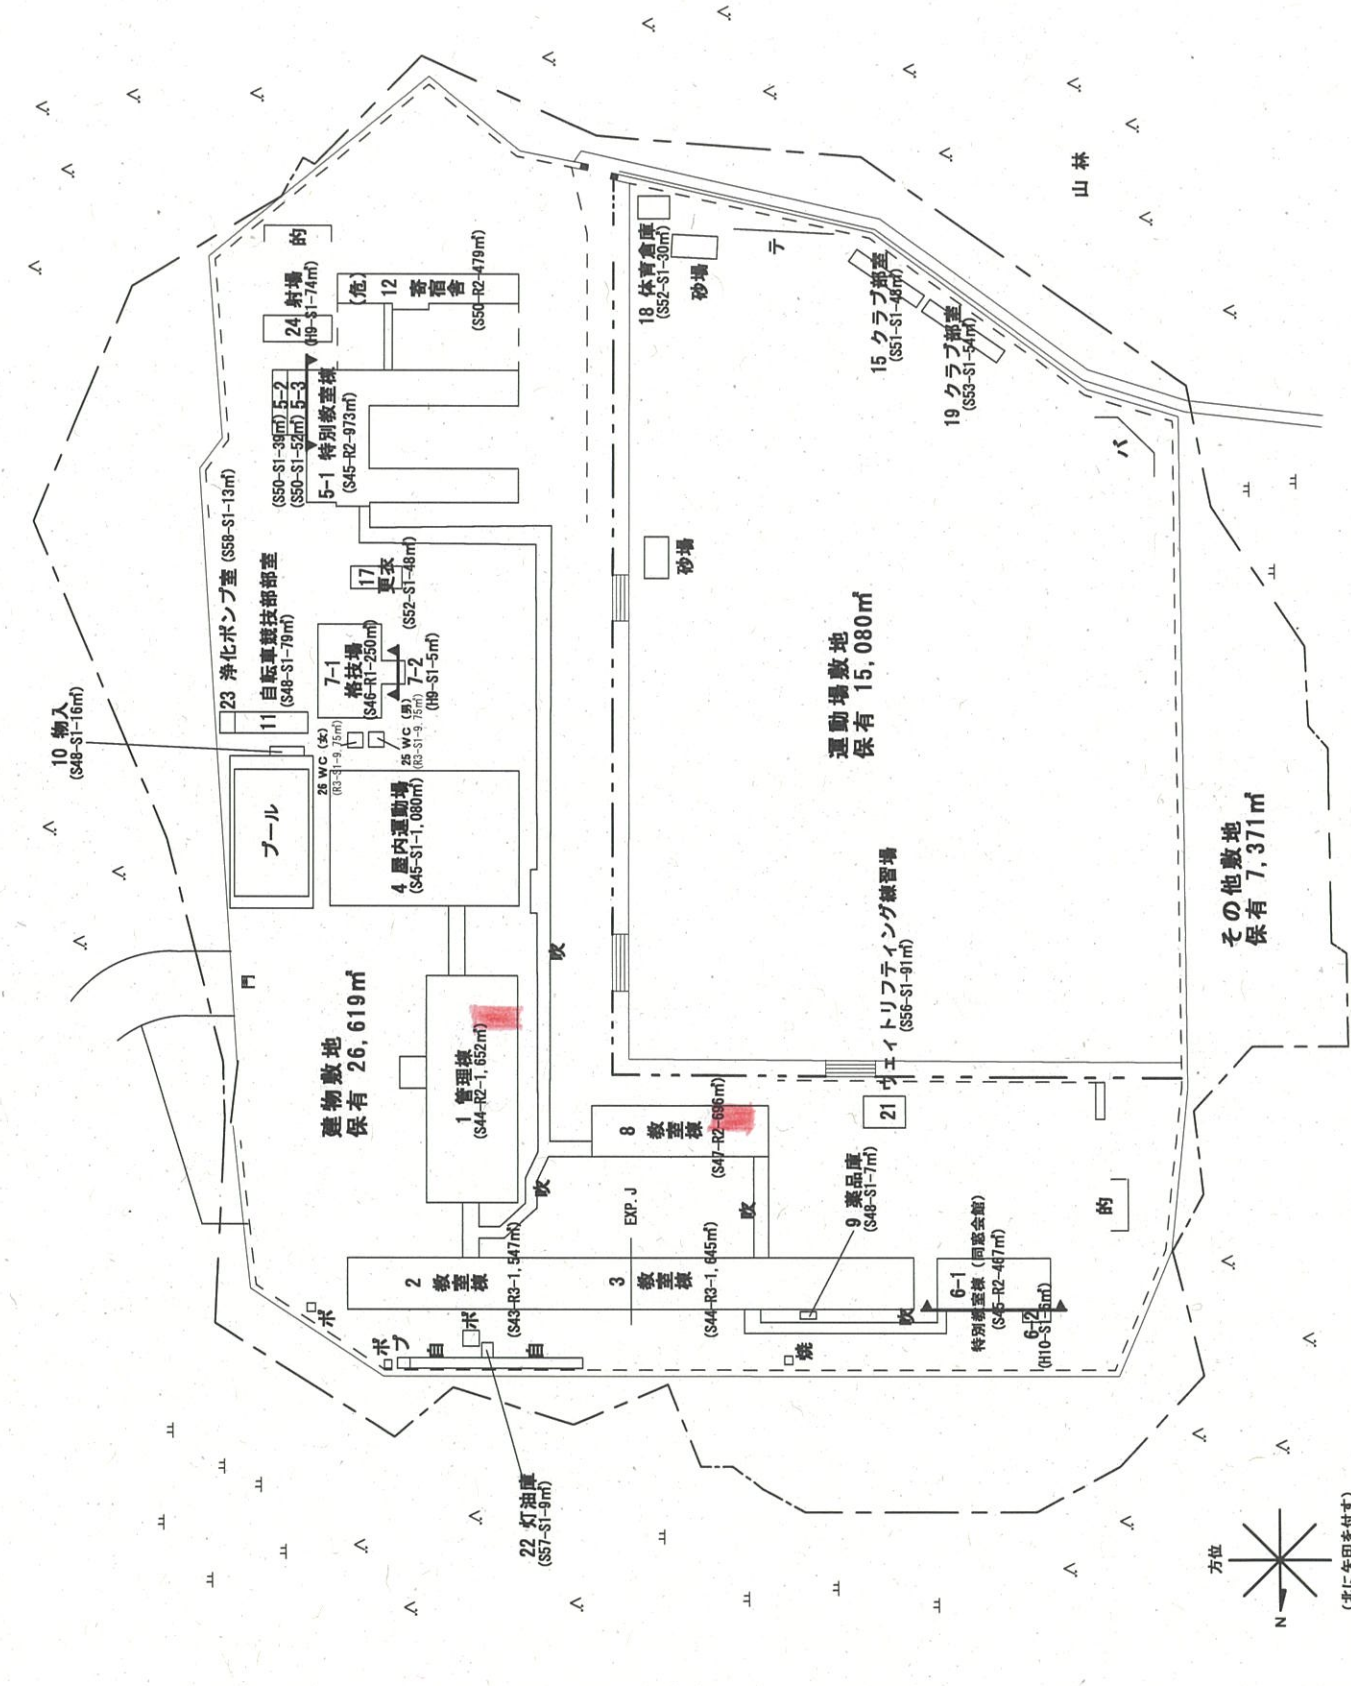 山林
的
24 射場
(H9-S1-74㎡)
(危)
12
寄宿舎
(S50-R2-479㎡)
18 体育倉庫
(S52-S1-30㎡)
砂場
テ
15 クラブ部室
(S51-S1-48㎡)
19 クラブ部室
(S53-S1-54㎡)
バ
5-2
(S50-S1-39㎡)
5-3
(S50-S1-52㎡)
5-1 特別教室棟
(S45-R2-973㎡)
23 浄化ポンプ室 (S58-S1-13㎡)
11
自転車競技部部室
(S48-S1-79㎡)
17
更衣
(S52-S1-48㎡)
7-1
格技場
(S46-R1-250㎡)
7-2
(H9-S1-5㎡)
砂場
10 物入
(S48-S1-16㎡)
26 WC (女)
(R3-S1-9.75㎡)
25 WC (男)
(R3-S1-9.75㎡)
プール
4 屋内運動場
(S45-S1-1,080㎡)
運動場敷地
保有 15,080㎡
その他敷地
保有 7,371㎡
門
吹
建物敷地
保有 26,619㎡
1 管理棟
(S44-R2-1,652㎡)
21 ウェイトリフティング練習場
(S56-S1-91㎡)
8
教室棟
(S47-R2-696㎡)
吹
EXP.J
吹
9 薬品庫
(S48-S1-7㎡)
的
2
教室棟
(S43-R3-1,547㎡)
3
教室棟
(S44-R3-1,645㎡)
吹
6-1
特別教室棟 (同窓会館)
(S45-R2-467㎡)
6-2
ポ
ポ
プ
自
ポ
自
焼
22 灯油庫
(S57-S1-9㎡)
方位
N
(北に矢印を付す)